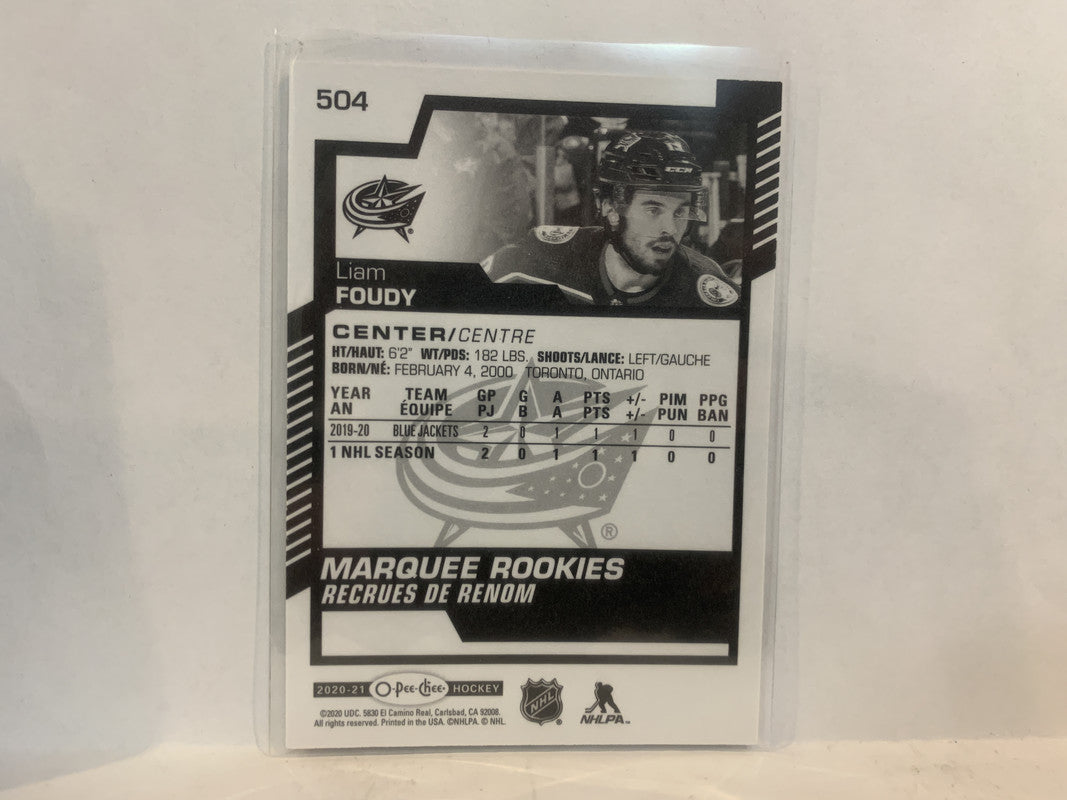 504
CCM
Liam
FOUDY
CENTER/CENTRE
HT/HAUT: 6'2" WT/PDS: 182 LBS. SHOOTS/LANCE: LEFT/GAUCHE
BORN/NÉ: FEBRUARY 4, 2000 TORONTO, ONTARIO
YEAR TEAM GP G A PTS +/- PIM PPG
AN ÉQUIPE PJ B A PTS +/- PUN BAN
2019-20 BLUE JACKETS 2 0 1 1 1 0 0
1 NHL SEASON 2 0 1 1 1 0 0
®
MARQUEE ROOKIES
RECRUES DE RENOM
2020-21 O-Pee-Chee HOCKEY
NHL
NHLPA
©2020 UDC. 5830 El Camino Real, Carlsbad, CA 92008.
All rights reserved. Printed in the USA. ©NHLPA. © NHL.